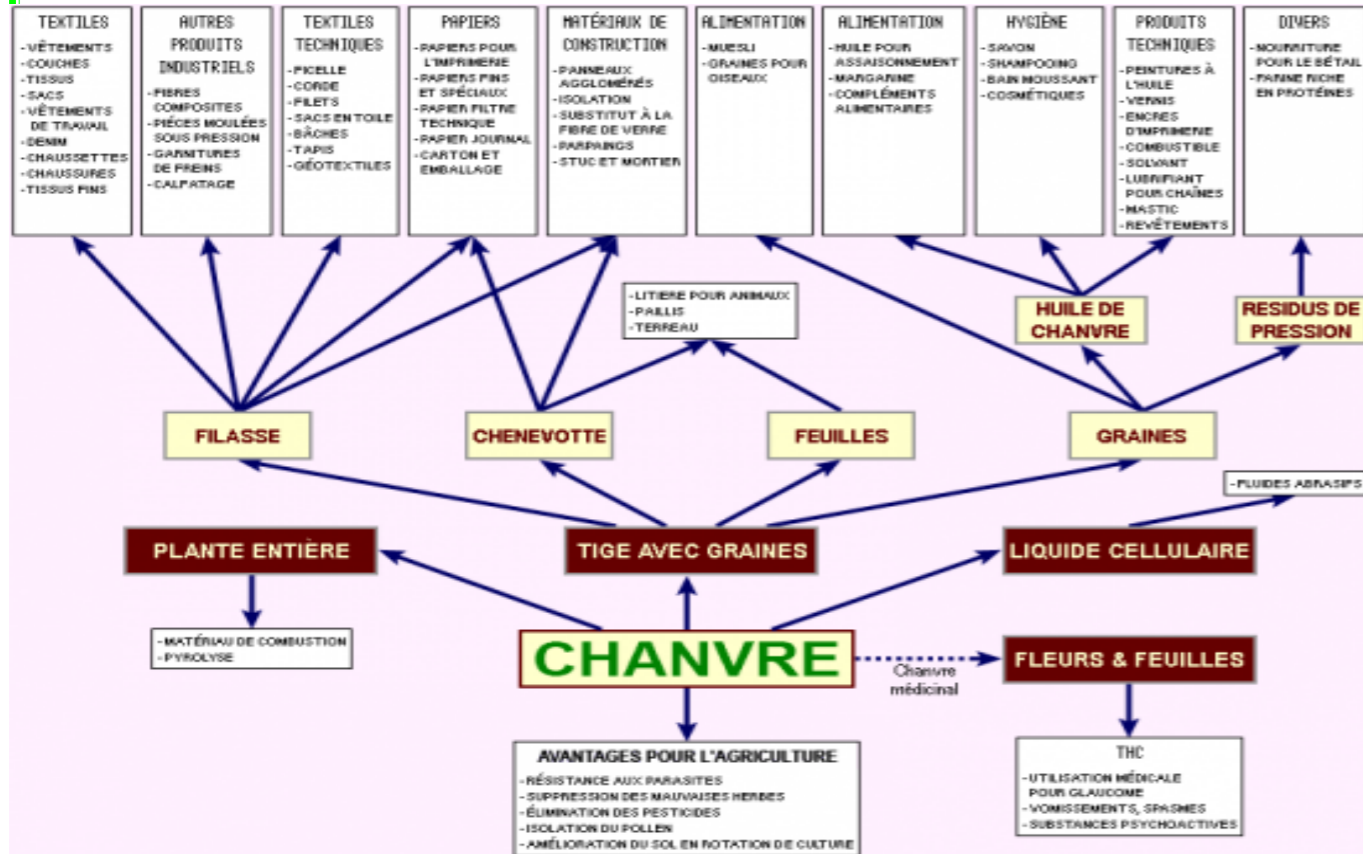 TEXTILES
-VÊTEMENTS
-COUCHES
-TISSUS
-SACS
-VÊTEMENTS
DE TRAVAIL
-DENIM
-CHAUSSETTES
-CHAUSSURES
-TISSUS FINS
AUTRES
PRODUITS
INDUSTRIELS
-FIBRES
COMPOSITES
-PIÉCES MOULÉES
SOUS PRESSION
-GARNITURES
DE FREINS
-CALFATAGE
TEXTILES
TECHNIQUES
-FICELLE
-CORDE
-FILETS
-SACS EN TOILE
-BÂCHES
-TAPIS
-GÉOTEXTILES
PAPIERS
-PAPIERS POUR
L'IMPRIMERIE
-PAPIERS FINS
ET SPÉCIAUX
-PAPIER FILTRE
TECHNIQUE
-PAPIER JOURNAL
-CARTON ET
EMBALLAGE
MATÉRIAUX DE
CONSTRUCTION
-PANNEAUX
AGGLOMÉRÉS
-ISOLATION
-SUBSTITUT À LA
FIBRE DE VERRE
-PARPAINGS
-STUC ET MORTIER
ALIMENTATION
-MUESLI
-GRAINES POUR
OISEAUX
ALIMENTATION
-HUILE POUR
ASSAISONNEMENT
-MARGARINE
-COMPLÉMENTS
ALIMENTAIRES
HYGIÈNE
-SAVON
-SHAMPOOING
-BAIN MOUSSANT
-COSMÉTIQUES
PRODUITS
TECHNIQUES
-PEINTURES À
L'HUILE
-VERNIS
-ENCRES
D'IMPRIMERIE
-COMBUSTIBLE
-SOLVANT
-LUBRIFIANT
POUR CHAÎNES
-MASTIC
-REVÊTEMENTS
DIVERS
-NOURRITURE
POUR LE BÉTAIL
-FARINE RICHE
EN PROTÉINES
-LITIERE POUR ANIMAUX
-PAILLIS
-TERREAU
HUILE DE
CHANVRE
RESIDUS DE
PRESSION
FILASSE
CHENEVOTTE
FEUILLES
GRAINES
-FLUIDES ABRASIFS
PLANTE ENTIÈRE
TIGE AVEC GRAINES
LIQUIDE CELLULAIRE
-MATÉRIAU DE COMBUSTION
-PYROLYSE
CHANVRE
Chanvre
médicinal
FLEURS & FEUILLES
AVANTAGES POUR L'AGRICULTURE
-RÉSISTANCE AUX PARASITES
-SUPPRESSION DES MAUVAISES HERBES
-ÉLIMINATION DES PESTICIDES
-ISOLATION DU POLLEN
-AMÉLIORATION DU SOL EN ROTATION DE CULTURE
THC
-UTILISATION MÉDICALE
POUR GLAUCOME
-VOMISSEMENTS, SPASMES
-SUBSTANCES PSYCHOACTIVES